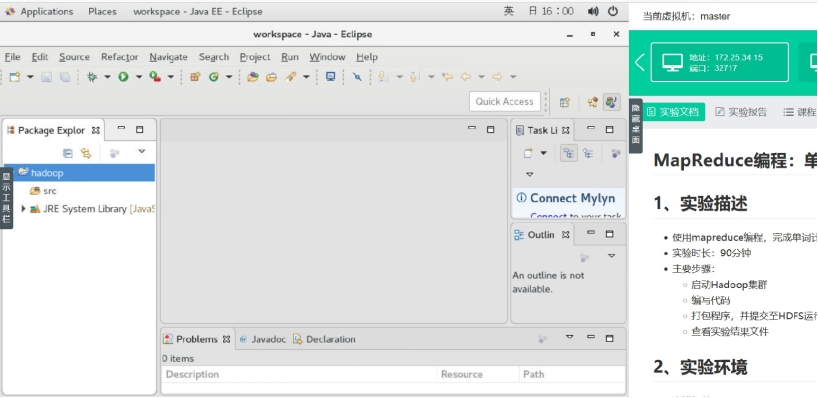 Applications Places workspace - Java EE - Eclipse 英 日 16:00
workspace - Java - Eclipse
File Edit Source Refactor Navigate Search Project Run Window Help
Quick Access
Package Explor
Task Li
hadoop
src
JRE System Library [JavaS
Connect Mylyn
Connect to your task
Outlin
An outline is not
available.
Problems Javadoc Declaration
0 items
Description Resource Path
显示工具栏
隐藏桌面
当前虚拟机：master
地址：172.25.34.15
端口：32717
实验文档 实验报告 课程
MapReduce编程：单
1、实验描述
使用mapreduce编程，完成单词计
实验时长：90分钟
主要步骤：
启动Hadoop集群
编写代码
打包程序，并提交至HDFS运行
查看实验结果文件
2、实验环境